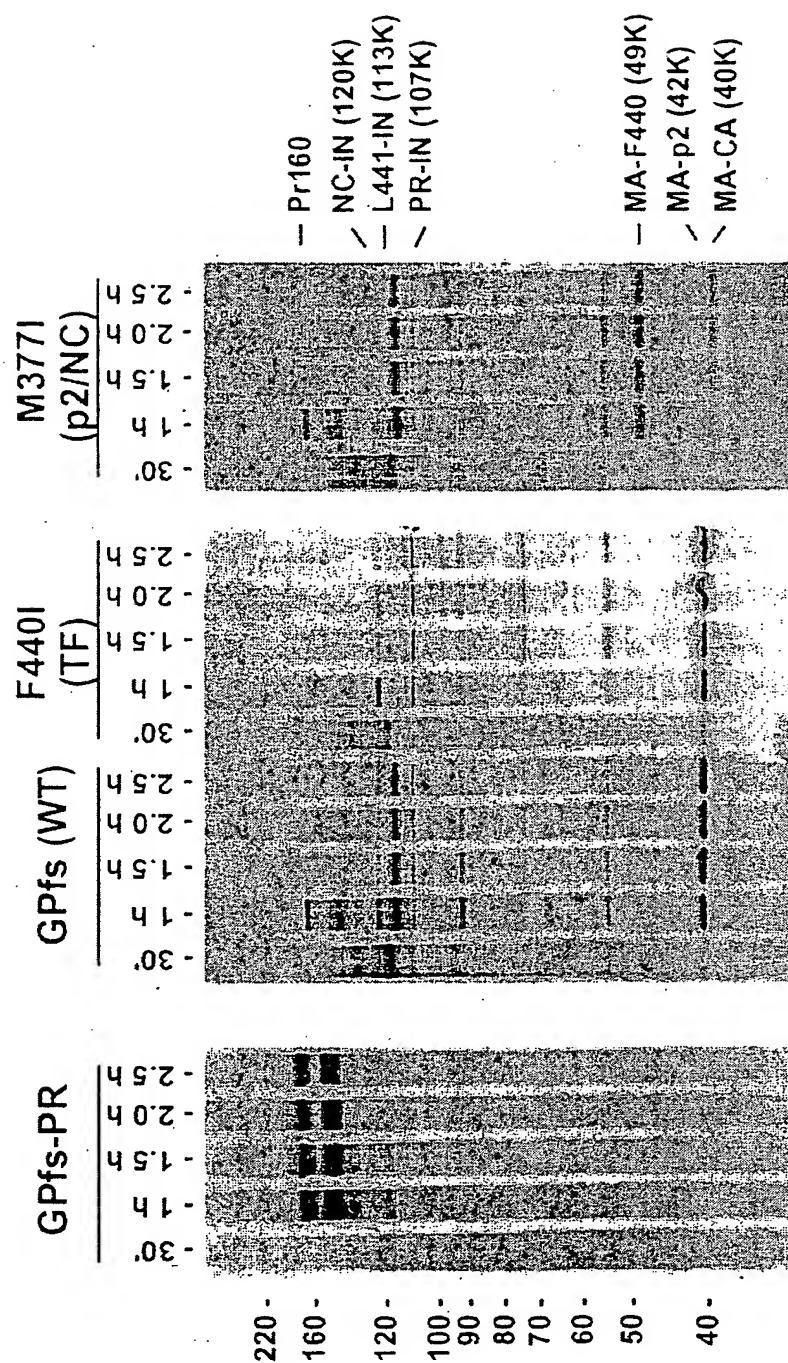 GPfs-PR
GPfs (WT)
F440I
(TF)
M377I
(p2/NC)
30'-
1 h -
1.5 h -
2.0 h -
2.5 h -
30'-
1 h -
1.5 h -
2.0 h -
2.5 h -
30'-
1 h -
1.5 h -
2.0 h -
2.5 h -
30'-
1 h -
1.5 h -
2.0 h -
2.5 h -
220-
160-
120-
100-
90-
80-
70-
60-
50-
40-
Pr160
NC-IN (120K)
L441-IN (113K)
PR-IN (107K)
MA-F440 (49K)
MA-p2 (42K)
MA-CA (40K)